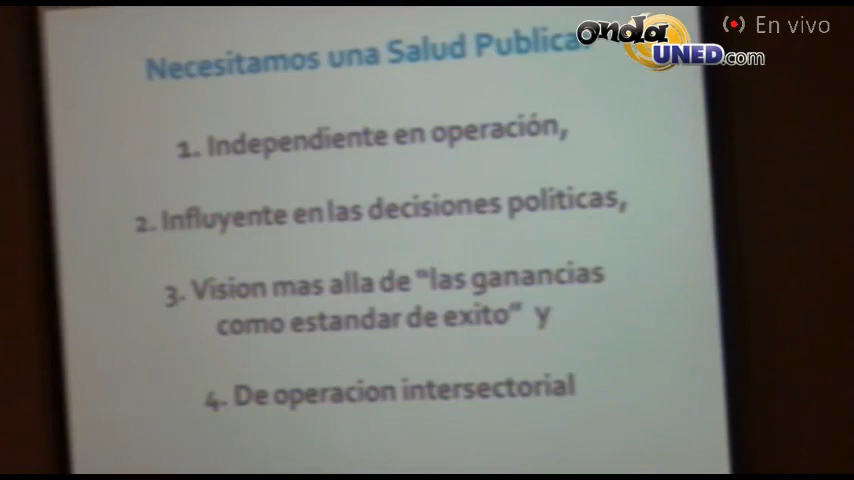 En vivo
onda
UNED.com
Necesitamos una Salud Publica:
1. Independiente en operación,
2. Influyente en las decisiones politicas,
3. Vision mas alla de "las ganancias
como estandar de exito" y
4. De operacion intersectorial